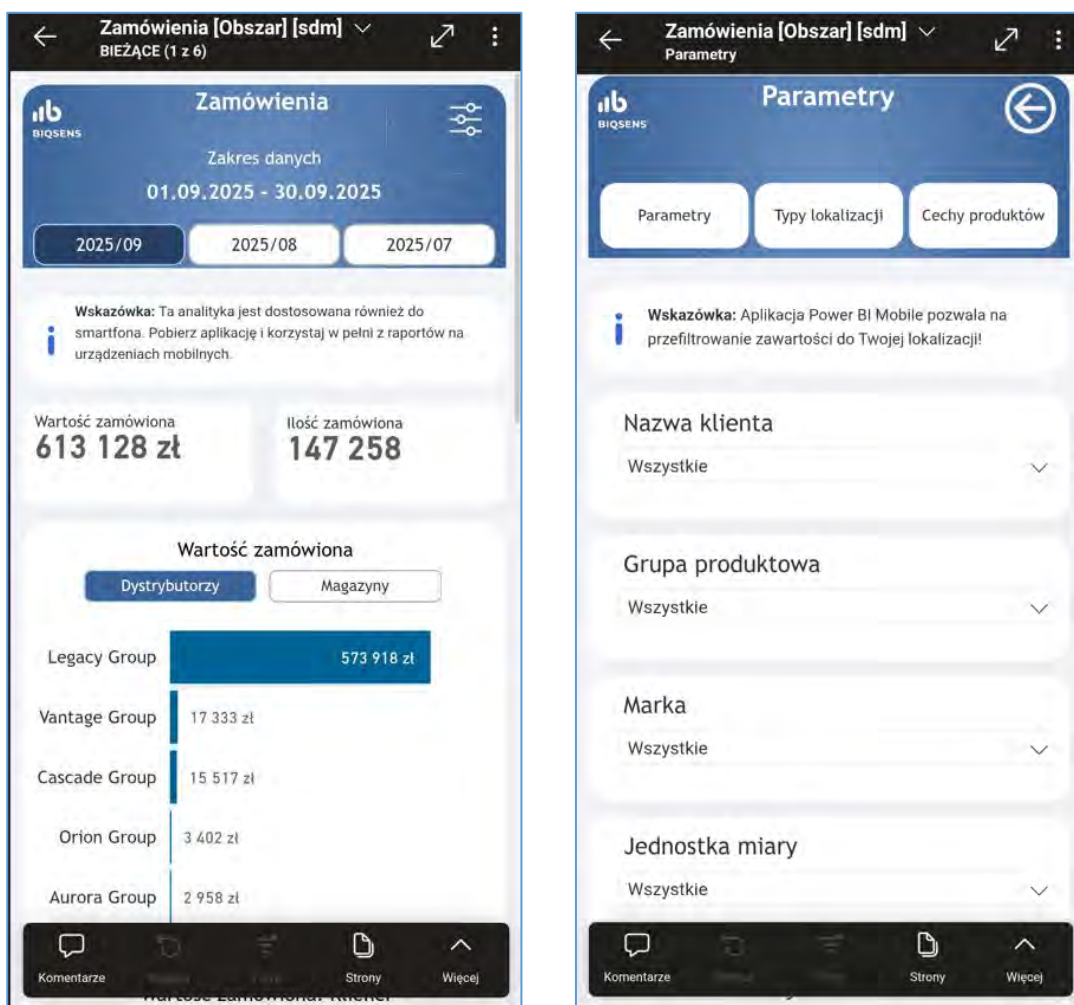 Zamówienia [Obszar] [sdm]
BIEŻĄCE (1 z 6)
BIQSENS
Zamówienia
Zakres danych
01.09.2025 - 30.09.2025
2025/09
2025/08
2025/07
Wskazówka: Ta analityka jest dostosowana również do
smartfona. Pobierz aplikację i korzystaj w pełni z raportów na
urządzeniach mobilnych.
Wartość zamówiona
613 128 zł
Ilość zamówiona
147 258
Wartość zamówiona
Dystrybutorzy
Magazyny
Legacy Group
573 918 zł
Vantage Group
17 333 zł
Cascade Group
15 517 zł
Orion Group
3 402 zł
Aurora Group
2 958 zł
Komentarze
Strony
Więcej
Zamówienia [Obszar] [sdm]
Parametry
BIQSENS
Parametry
Parametry
Typy lokalizacji
Cechy produktów
Wskazówka: Aplikacja Power BI Mobile pozwala na
przefiltrowanie zawartości do Twojej lokalizacji!
Nazwa klienta
Wszystkie
Grupa produktowa
Wszystkie
Marka
Wszystkie
Jednostka miary
Wszystkie
Komentarze
Strony
Więcej